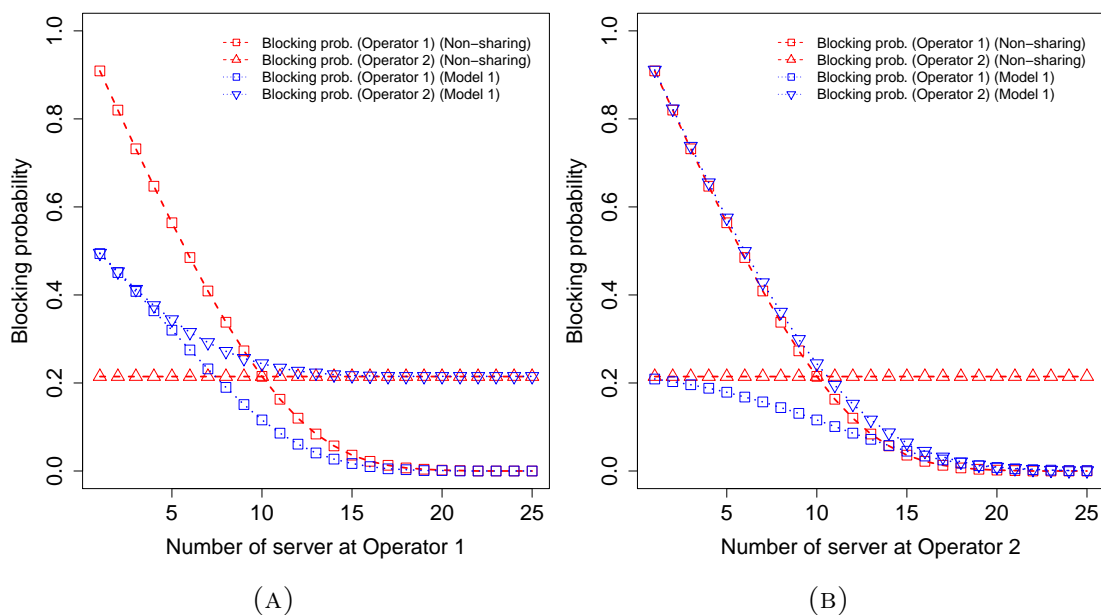 Blocking prob. (Operator 1) (Non−sharing)
Blocking prob. (Operator 2) (Non−sharing)
Blocking prob. (Operator 1) (Model 1)
Blocking prob. (Operator 2) (Model 1)
1.0
0.8
0.6
0.4
0.2
0.0
Blocking probability
5 10 15 20 25
Number of server at Operator 1
(A)
Blocking prob. (Operator 1) (Non−sharing)
Blocking prob. (Operator 2) (Non−sharing)
Blocking prob. (Operator 1) (Model 1)
Blocking prob. (Operator 2) (Model 1)
1.0
0.8
0.6
0.4
0.2
0.0
Blocking probability
5 10 15 20 25
Number of server at Operator 2
(B)